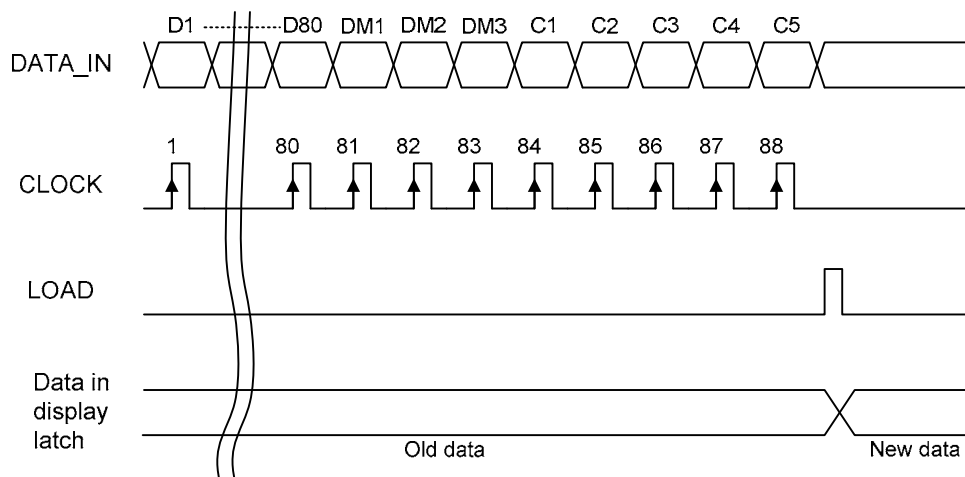 D1 D80 DM1 DM2 DM3 C1 C2 C3 C4 C5
DATA_IN
1 80 81 82 83 84 85 86 87 88
CLOCK
LOAD
Data in
display
latch
Old data
New data